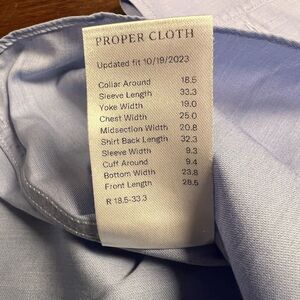 PROPER CLOTH
Updated fit 10/19/2023
Collar Around 18.5
Sleeve Length 33.3
Yoke Width 19.0
Chest Width 25.0
Midsection Width 20.8
Shirt Back Length 32.3
Sleeve Width 9.3
Cuff Around 9.4
Bottom Width 23.8
Front Length 28.5
R 18.5-33.3